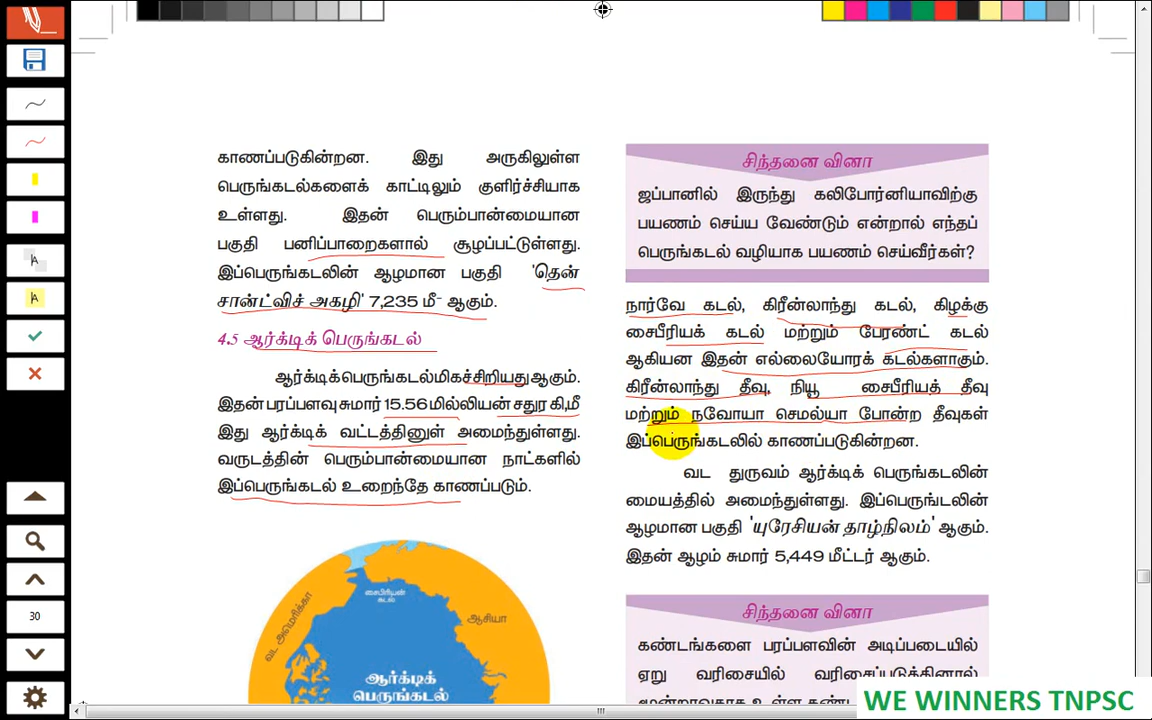 காணப்படுகின்றன. இது அருகிலுள்ள
பெருங்கடல்களைக் காட்டிலும் குளிர்ச்சியாக
உள்ளது. இதன் பெரும்பான்மையான
பகுதி பனிப்பாறைகளால் சூழப்பட்டுள்ளது.
இப்பெருங்கடலின் ஆழமான பகுதி 'தென்
சான்ட்விச் அகழி' 7,235 மீ ஆகும்.
4.5 ஆர்க்டிக் பெருங்கடல்
ஆர்க்டிக்பெருங்கடல்மிகச்சிறியதுஆகும்.
இதன்பரப்பளவுசுமார் 15.56மில்லியன்சதுரகி,மீ
இது ஆர்க்டிக் வட்டத்தினுள் அமைந்துள்ளது.
வருடத்தின் பெரும்பான்மையான நாட்களில்
இப்பெருங்கடல் உறைந்தே காணப்படும்.
சைபீரியன்
கடல்
வட அமெரிக்கா
ஆசியா
ஆர்க்டிக்
பெருங்கடல்
சிந்தனை வினா
ஜப்பானில் இருந்து கலிபோர்னியாவிற்கு
பயணம் செய்ய வேண்டும் என்றால் எந்தப்
பெருங்கடல் வழியாக பயணம் செய்வீர்கள்?
நார்வே கடல், கிரீன்லாந்து கடல், கிழக்கு
சைபீரியக் கடல் மற்றும் பேரண்ட் கடல்
ஆகியன இதன் எல்லையோரக் கடல்களாகும்.
கிரீன்லாந்து தீவு, நியூ சைபீரியத் தீவு
மற்றும் நவோயா செமல்யா போன்ற தீவுகள்
இப்பெருங்கடலில் காணப்படுகின்றன.
வட துருவம் ஆர்க்டிக் பெருங்கடலின்
மையத்தில் அமைந்துள்ளது. இப்பெருங்டலின்
ஆழமான பகுதி 'யுரேசியன் தாழ்நிலம்' ஆகும்.
இதன் ஆழம் சுமார் 5,449 மீட்டர் ஆகும்.
சிந்தனை வினா
கண்டங்களை பரப்பளவின் அடிப்படையில்
ஏறு வரிசையில் வரிசைப்படுத்தினால்
30
WE WINNERS TNPSC